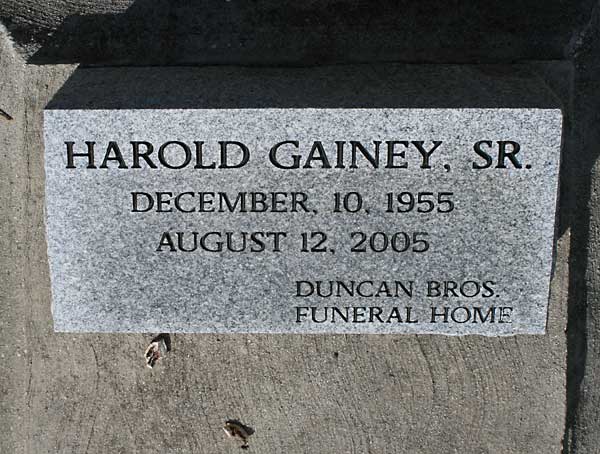 HAROLD GAINEY, SR.
DECEMBER, 10, 1955
AUGUST 12, 2005
DUNCAN BROS.
FUNERAL HOME